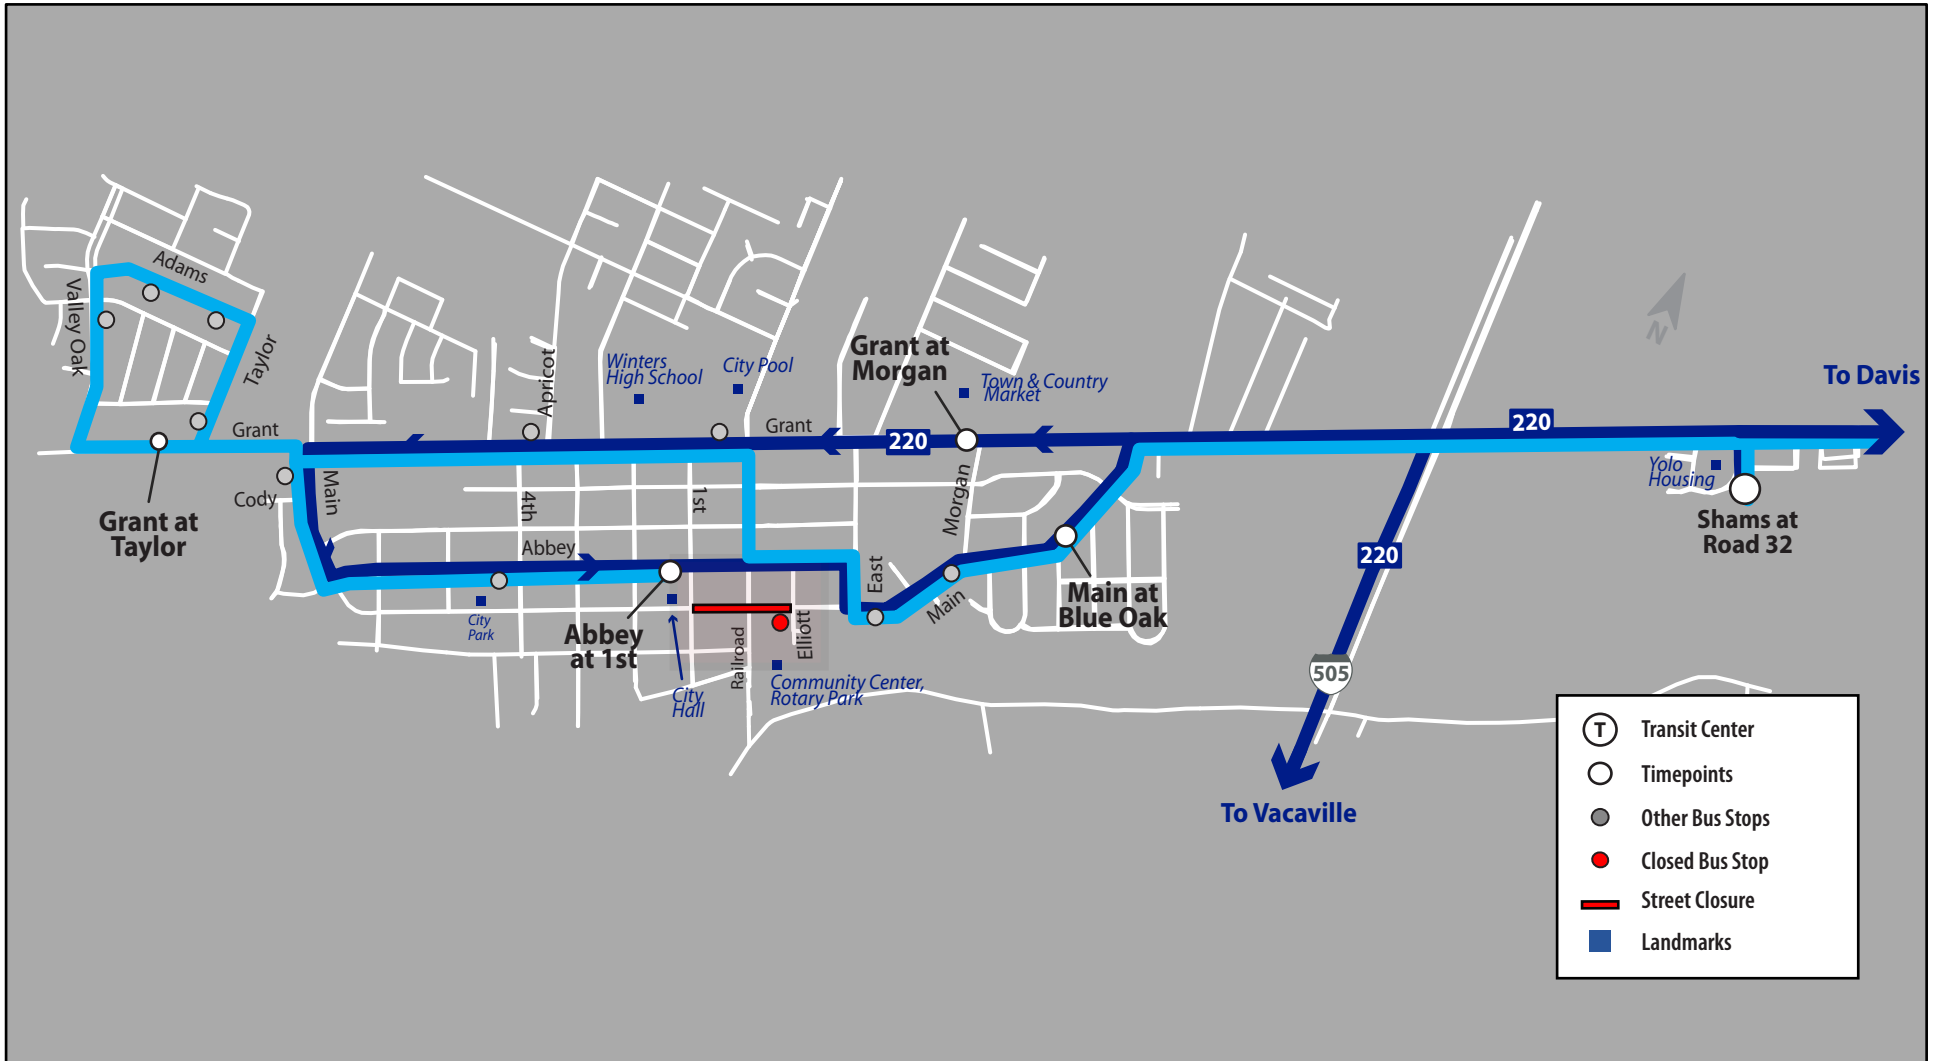 Adams
Valley Oak
Taylor
Grant
Grant at
Taylor
Cody
Main
Apricot
4th
Abbey
Winters
High School
City Pool
1st
Grant
Grant at
Morgan
220
Town & Country
Market
Morgan
East
Main
Main at
Blue Oak
City
Park
Abbey
at 1st
City
Hall
Railroad
Elliott
Community Center,
Rotary Park
N
220
To Davis
Yolo
Housing
Shams at
Road 32
220
505
To Vacaville
T
Transit Center
Timepoints
Other Bus Stops
Closed Bus Stop
Street Closure
Landmarks